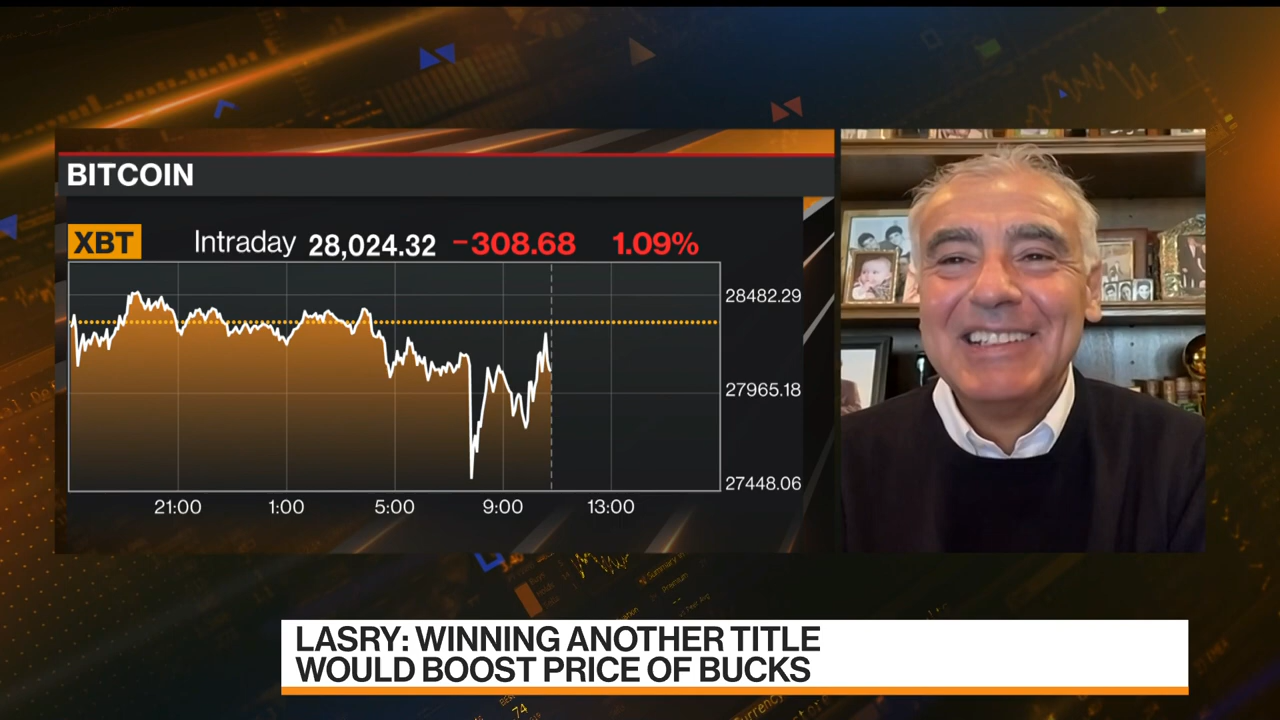 BITCOIN
XBT Intraday 28,024.32 −308.68 1.09%
28482.29
27965.18
27448.06
21:00 1:00 5:00 9:00 13:00
LASRY: WINNING ANOTHER TITLE
WOULD BOOST PRICE OF BUCKS